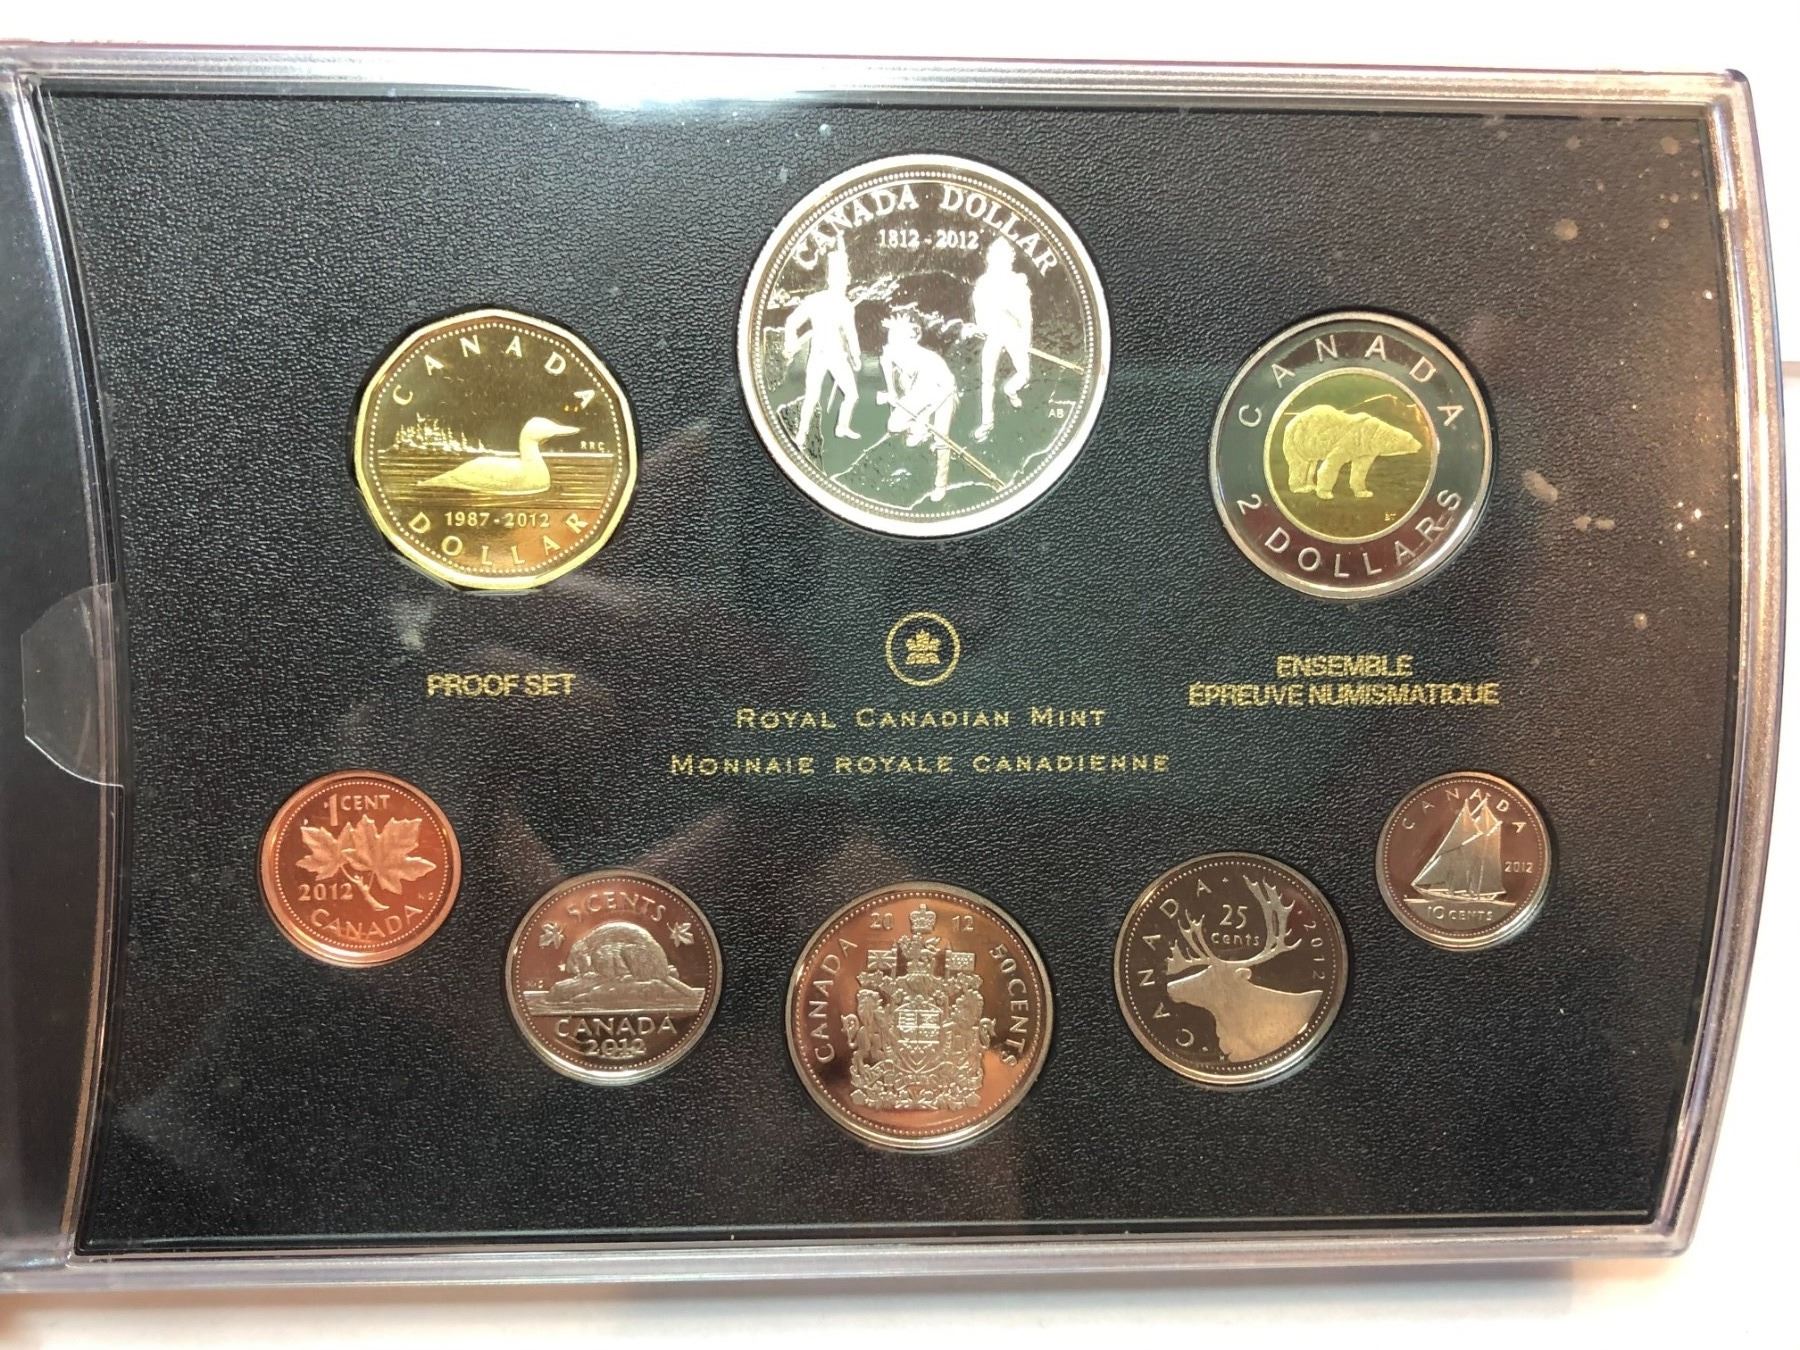 CANADA DOLLAR
1812 - 2012
AB
CANADA
RRC
1987 - 2012
DOLLAR
CANADA
2 DOLLARS
PROOF SET
ROYAL CANADIAN MINT
MONNAIE ROYALE CANADIENNE
ENSEMBLE
ÉPREUVE NUMISMATIQUE
1 CENT
2012
CANADA
5 CENTS
CANADA
2012
2012
CANADA
50 CENTS
CANADA
25
cents
2012
CANADA
2012
10 CENTS